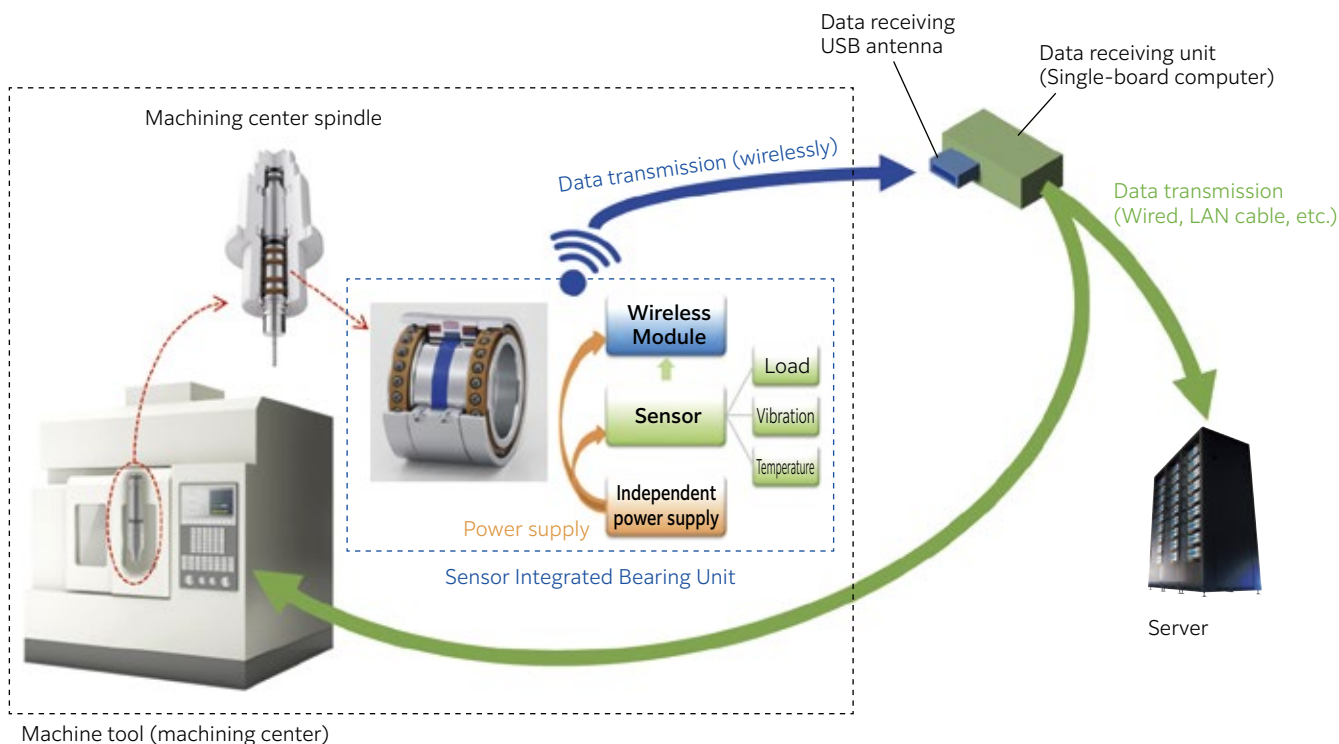 Data receiving
USB antenna
Data receiving unit
(Single-board computer)
Machining center spindle
Data transmission (wirelessly)
Data transmission
(Wired, LAN cable, etc.)
Wireless
Module
Load
Sensor
Vibration
Temperature
Independent
power supply
Power supply
Sensor Integrated Bearing Unit
Server
Machine tool (machining center)